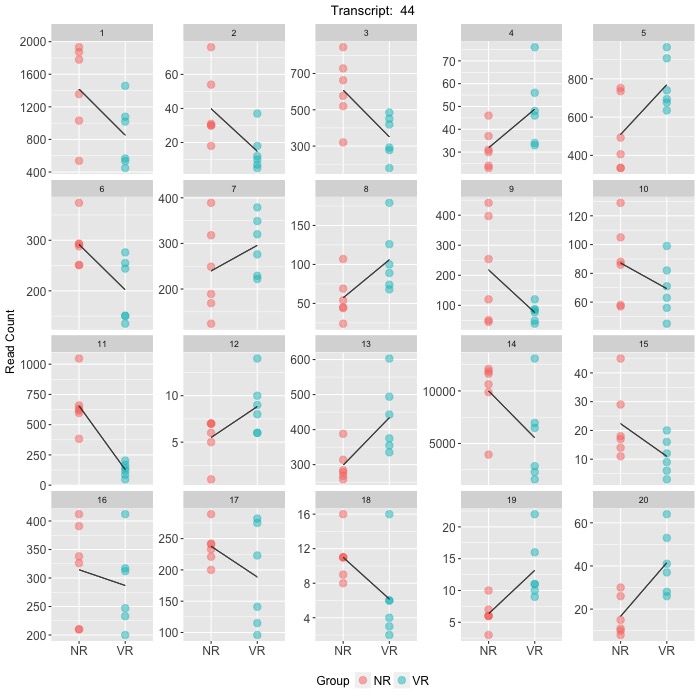 Transcript: 44
1 2 3 4 5
2000 1600 1200 800 400
60 40 20
700 500 300
70 60 50 40 30
800 600 400
6 7 8 9 10
300 200
400 300 200
150 100 50
400 300 200 100
120 100 80 60
Read Count
11 12 13 14 15
1000 750 500 250 0
10 5
600 500 400 300
10000 5000
40 30 20 10
16 17 18 19 20
400 350 300 250 200
250 200 150 100
16 12 8 4
20 15 10 5
60 40 20
NR VR NR VR NR VR NR VR NR VR
Group NR VR